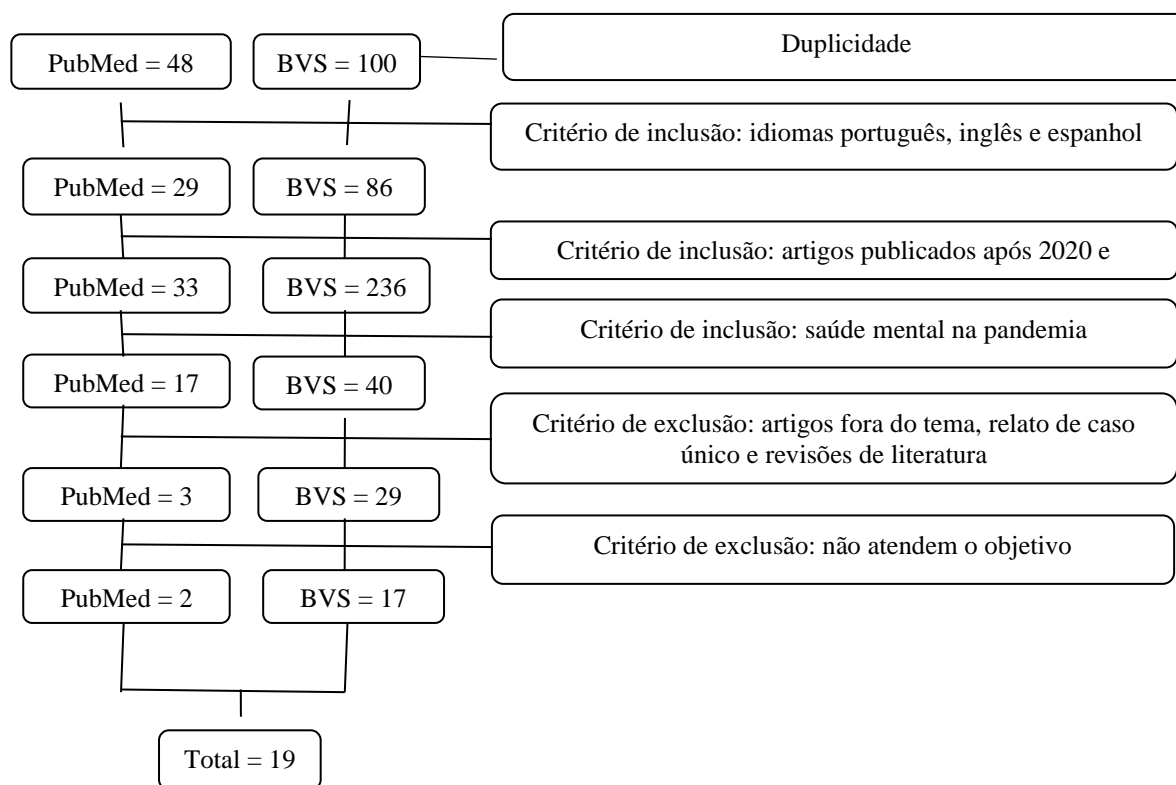 PubMed = 48
BVS = 100
Duplicidade
Critério de inclusão: idiomas português, inglês e espanhol
PubMed = 29
BVS = 86
Critério de inclusão: artigos publicados após 2020 e
PubMed = 33
BVS = 236
Critério de inclusão: saúde mental na pandemia
PubMed = 17
BVS = 40
Critério de exclusão: artigos fora do tema, relato de caso
único e revisões de literatura
PubMed = 3
BVS = 29
Critério de exclusão: não atendem o objetivo
PubMed = 2
BVS = 17
Total = 19